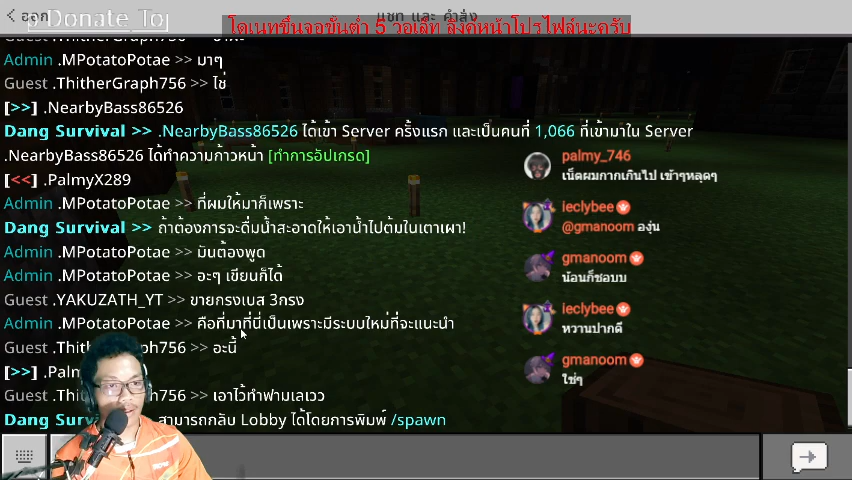 ออก
แชท และ คำสั่ง
Donate To
โดเนทขึ้นจอขั้นต่ำ 5 วอเล็ท ลิ้งค์หน้าโปรไฟล์นะครับ
Admin .MPotatoPotae >> มาๆ
Guest .ThitherGraph756 >> ไช่
[>>] .NearbyBass86526
Dang Survival >> .NearbyBass86526 ได้เข้า Server ครั้งแรก และเป็นคนที่ 1,066 ที่เข้ามาใน Server
.NearbyBass86526 ได้ทำความก้าวหน้า [ทำการอัปเกรด]
[<<] .PalmyX289
Admin .MPotatoPotae >> ที่ผมให้มาก็เพราะ
Dang Survival >> ถ้าต้องการจะดื่มน้ำสะอาดให้เอาน้ำไปต้มในเตาเผา!
Admin .MPotatoPotae >> มันต้องพูด
Admin .MPotatoPotae >> อะๆ เขียนก็ได้
Guest .YAKUZATH_YT >> ขายกรงเบส 3กรง
Admin .MPotatoPotae >> คือที่มาที่นี่เป็นเพราะมีระบบใหม่ที่จะแนะนำ
Guest .ThitherGraph756 >> อะนี้
[>>] .Palm
Guest .ThitherGraph756 >> เอาไว้ทำฟามเลเวว
Dang Survival >> สามารถกลับ Lobby ได้โดยการพิมพ์ /spawn
palmy_746
เน็ตผมกากเกินไป เข้าๆหลุดๆ
ieclybee
@gmanoom องุ่น
gmanoom
น้อนก็ชอบบ
ieclybee
หวานปากดี
gmanoom
ใช่ๆ